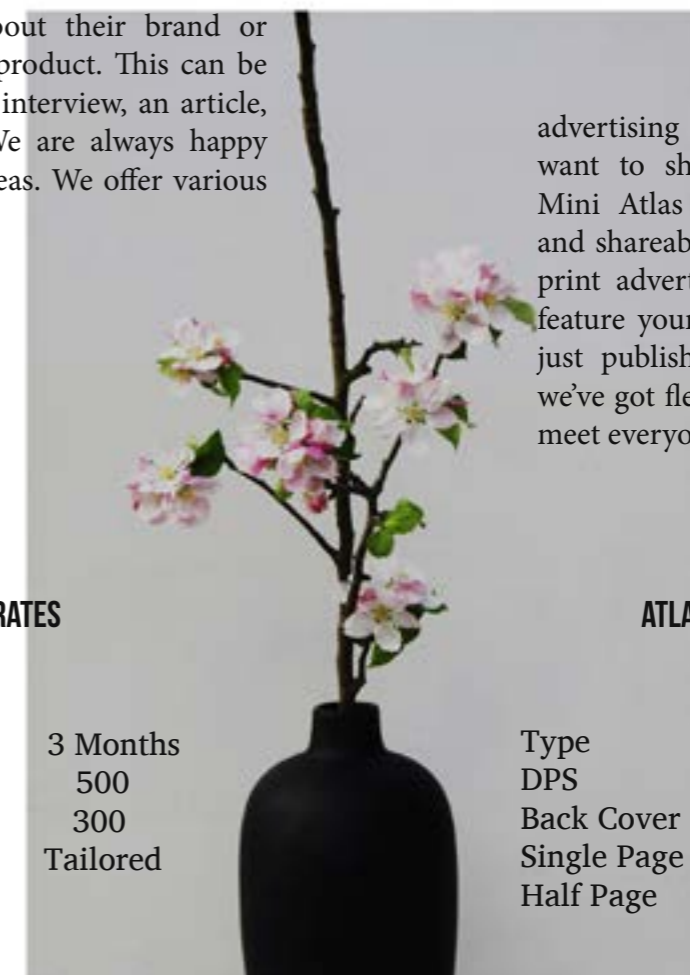 out their brand or
product. This can be
interview, an article,
We are always happy
eas. We offer various
advertising
want to sh
Mini Atlas
and shareab
print advert
feature your
just publish
we've got fle
meet everyo
RATES
ATLA
3 Months
500
300
Tailored
Type
DPS
Back Cover
Single Page
Half Page